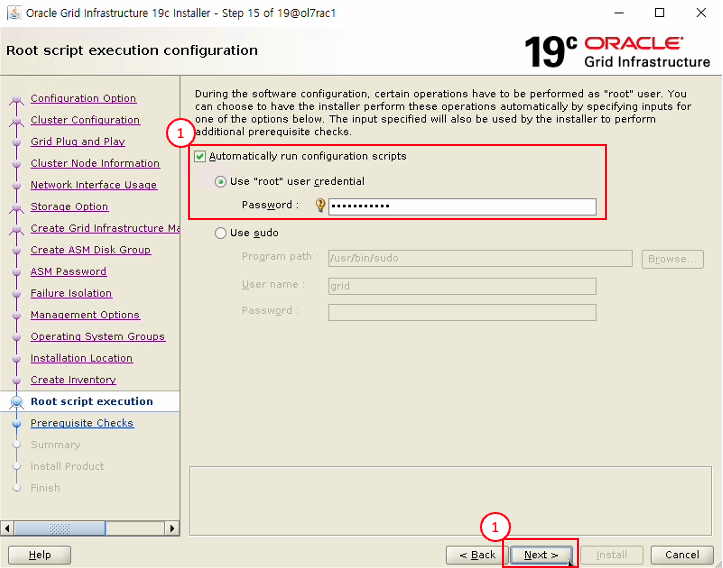 Oracle Grid Infrastructure 19c Installer - Step 15 of 19@ol7rac1
Root script execution configuration
19c ORACLE
Grid Infrastructure
Configuration Option
Cluster Configuration
Grid Plug and Play
Cluster Node Information
Network Interface Usage
Storage Option
Create Grid Infrastructure Ma
Create ASM Disk Group
ASM Password
Failure Isolation
Management Options
Operating System Groups
Installation Location
Create Inventory
Root script execution
Prerequisite Checks
Summary
Install Product
Finish
During the software configuration, certain operations have to be performed as "root" user. You
can choose to have the installer perform these operations automatically by specifying inputs for
one of the options below. The input specified will also be used by the installer to perform
additional prerequisite checks.
1
Automatically run configuration scripts
Use "root" user credential
Password :
Use sudo
Program path : /usr/bin/sudo Browse...
User name : grid
Password :
1
Help < Back Next > Install Cancel